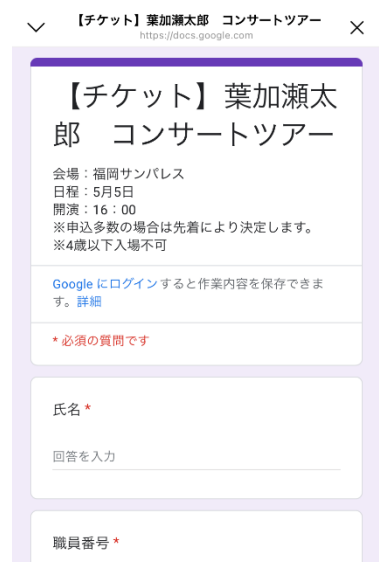 【チケット】葉加瀬太郎　コンサートツアー
https://docs.google.com
【チケット】葉加瀬太
郎　コンサートツアー
会場：福岡サンパレス
日程：5月5日
開演：16：00
※申込多数の場合は先着により決定します。
※4歳以下入場不可
Google にログインすると作業内容を保存できま
す。詳細
* 必須の質問です
氏名 *
回答を入力
職員番号 *